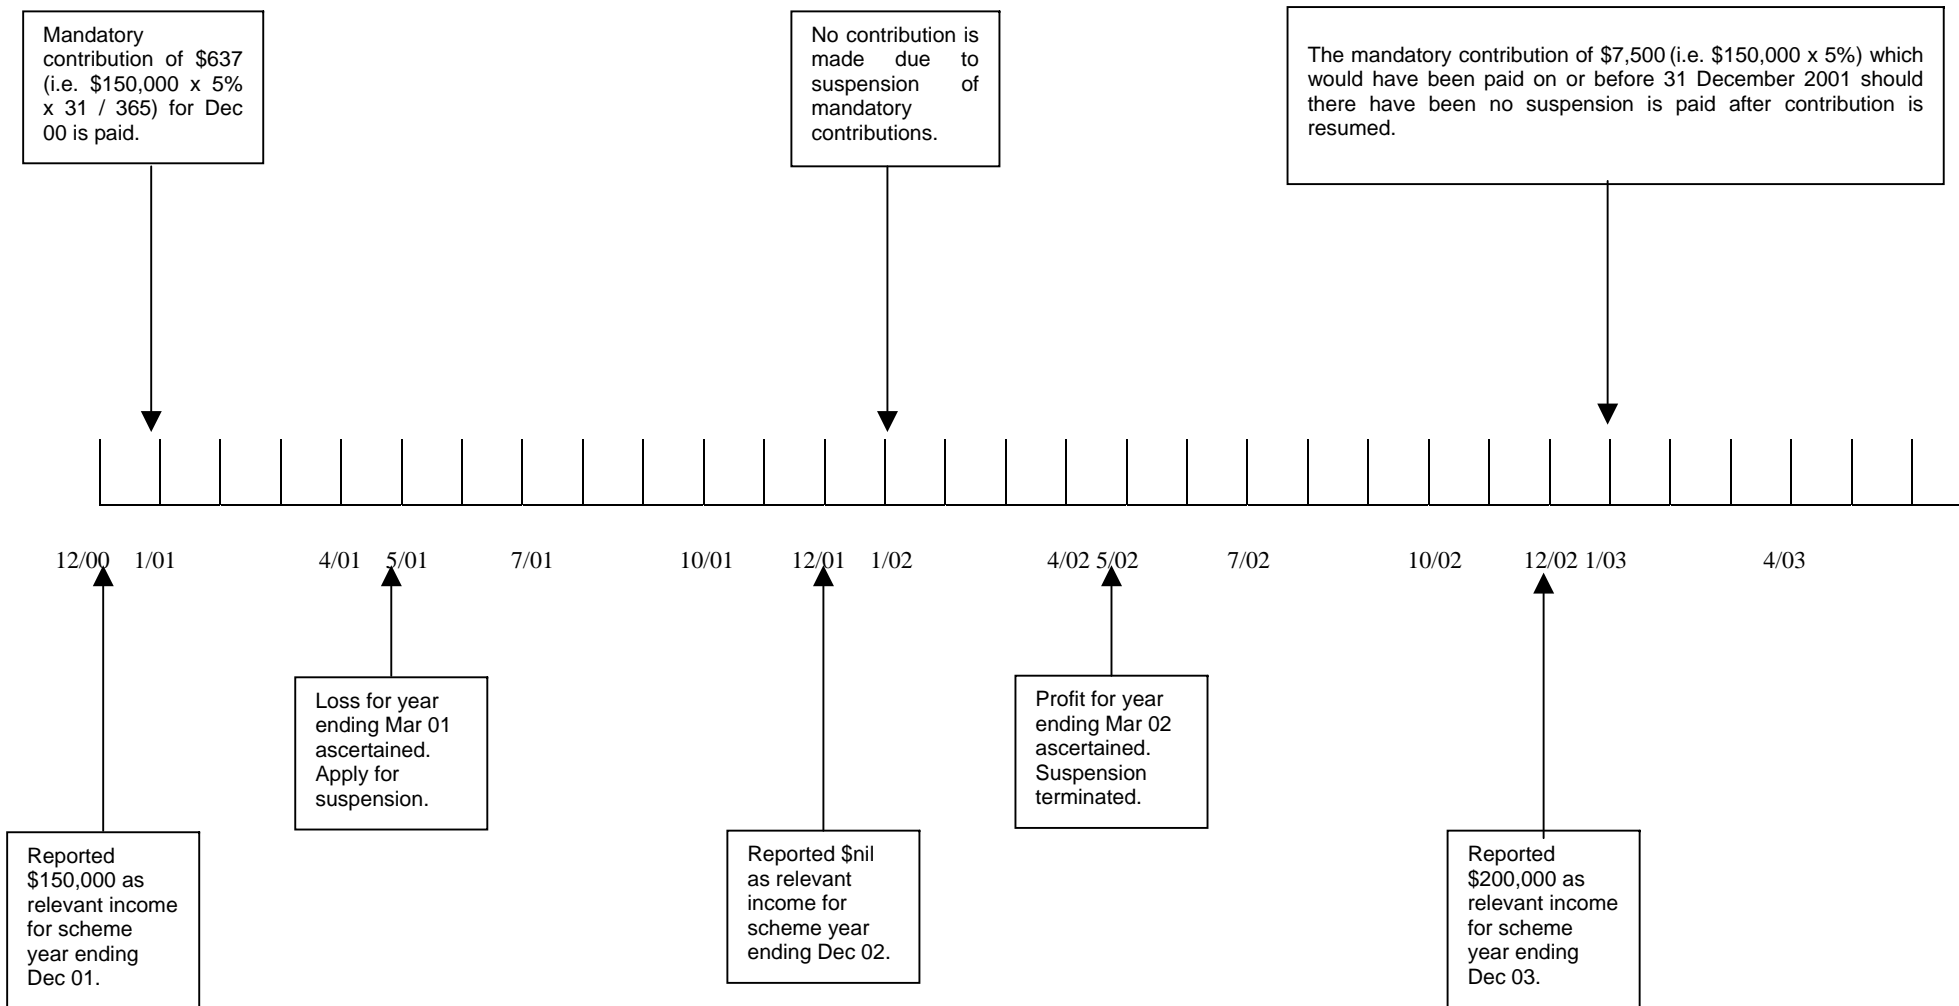 Mandatory
contribution of $637
(i.e. $150,000 x 5%
x 31 / 365) for Dec
00 is paid.
No contribution is
made due to
suspension of
mandatory
contributions.
The mandatory contribution of $7,500 (i.e. $150,000 x 5%) which
would have been paid on or before 31 December 2001 should
there have been no suspension is paid after contribution is
resumed.
12/00 1/01 4/01 5/01 7/01 10/01 12/01 1/02 4/02 5/02 7/02 10/02 12/02 1/03 4/03
Loss for year
ending Mar 01
ascertained.
Apply for
suspension.
Profit for year
ending Mar 02
ascertained.
Suspension
terminated.
Reported
$150,000 as
relevant income
for scheme
year ending
Dec 01.
Reported $nil
as relevant
income for
scheme year
ending Dec 02.
Reported
$200,000 as
relevant income
for scheme
year ending
Dec 03.